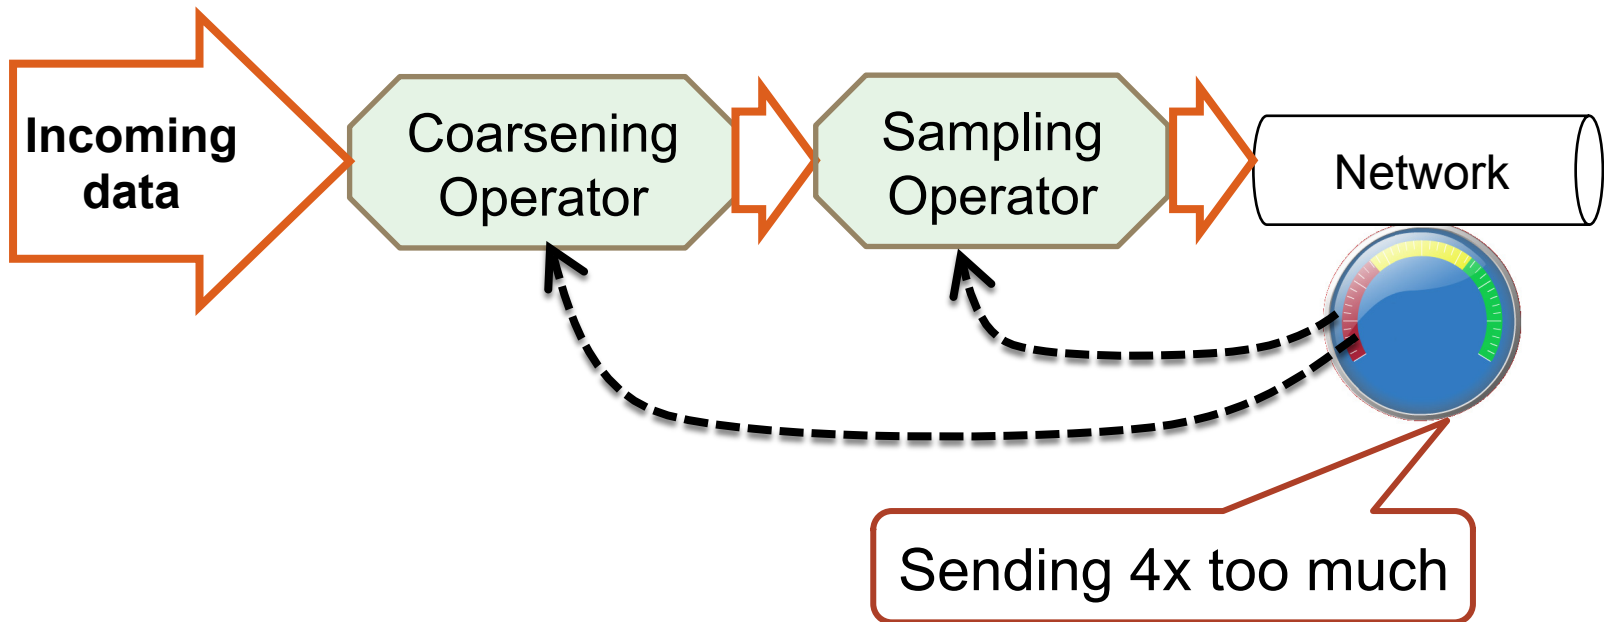 Incoming
data
Coarsening
Operator
Sampling
Operator
Network
Sending 4x too much